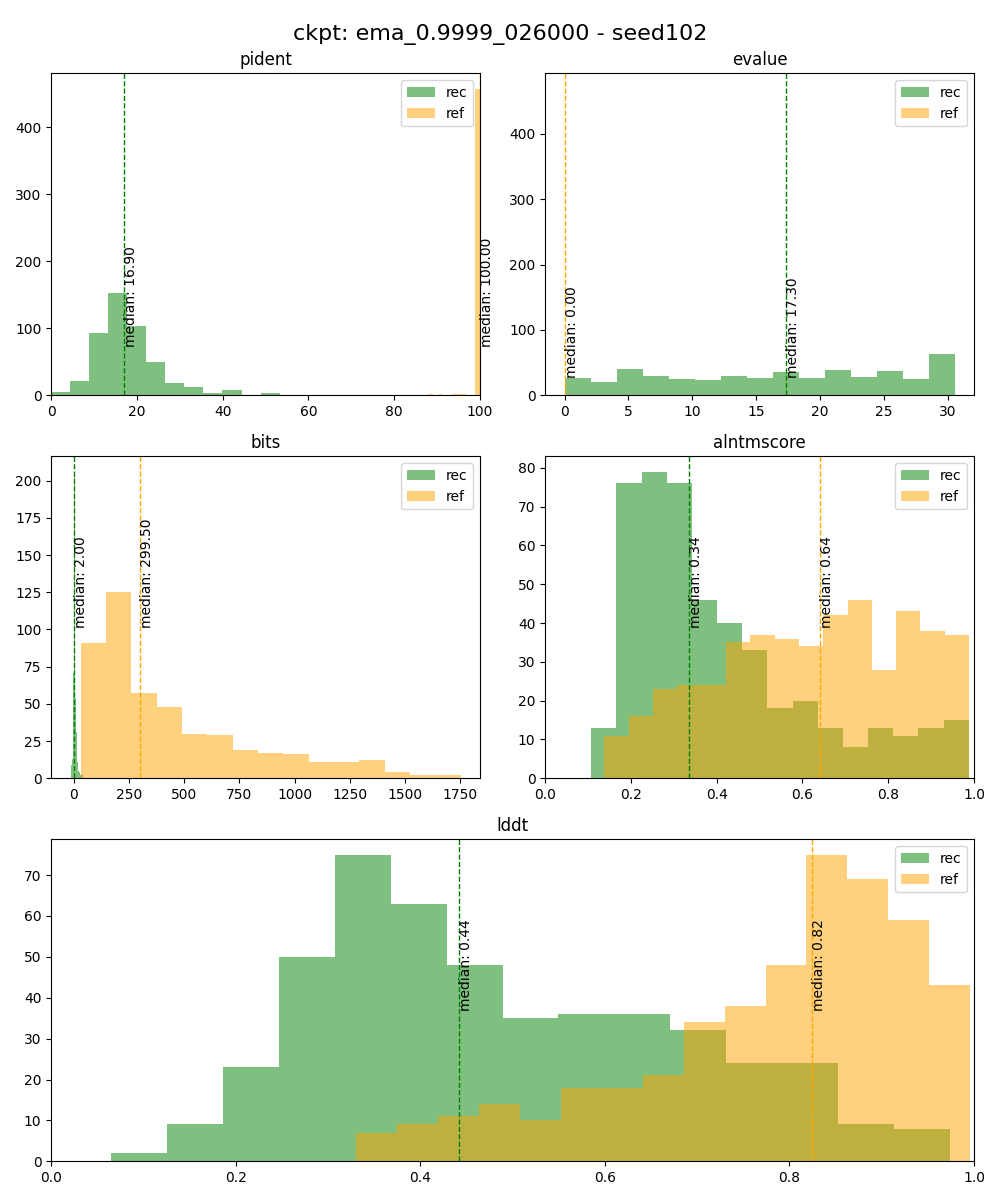 ckpt: ema_0.9999_026000 - seed102
pident
rec
ref
median: 16.90
median: 100.00
0
100
200
300
400
0
20
40
60
80
100
evalue
rec
ref
median: 0.00
median: 17.30
0
100
200
300
400
0
5
10
15
20
25
30
bits
rec
ref
median: 2.00
median: 299.50
0
25
50
75
100
125
150
175
200
0
250
500
750
1000
1250
1500
1750
alntmscore
rec
ref
median: 0.34
median: 0.64
0
10
20
30
40
50
60
70
80
0.0
0.2
0.4
0.6
0.8
1.0
lddt
rec
ref
median: 0.44
median: 0.82
0
10
20
30
40
50
60
70
0.0
0.2
0.4
0.6
0.8
1.0